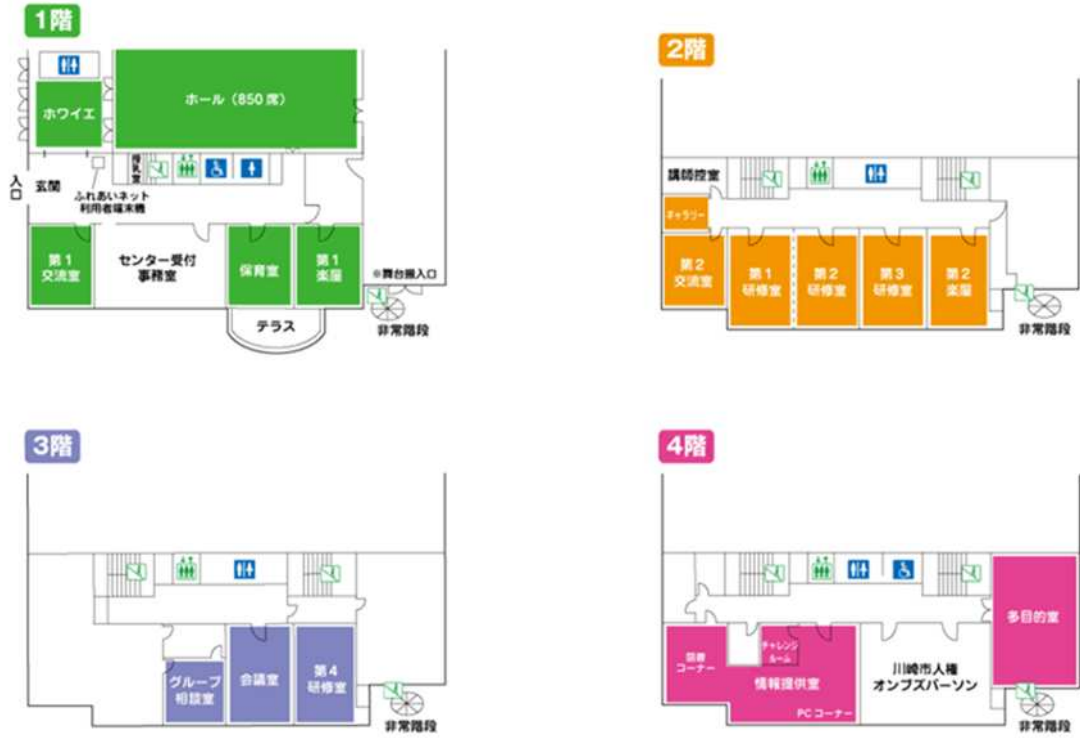 1階
ホール（850席）
ホワイエ
授乳室
入口
玄関
ふれあいネット
利用者端末機
第1
交流室
センター受付
事務室
保育室
第1
楽屋
※舞台搬入口
テラス
非常階段
2階
講師控室
ギャラリー
第2
交流室
第1
研修室
第2
研修室
第3
研修室
第2
楽屋
非常階段
3階
グループ
相談室
会議室
第4
研修室
非常階段
4階
図書
コーナー
チャレンジ
ルーム
情報提供室
PCコーナー
川崎市人権
オンブズパーソン
多目的室
非常階段